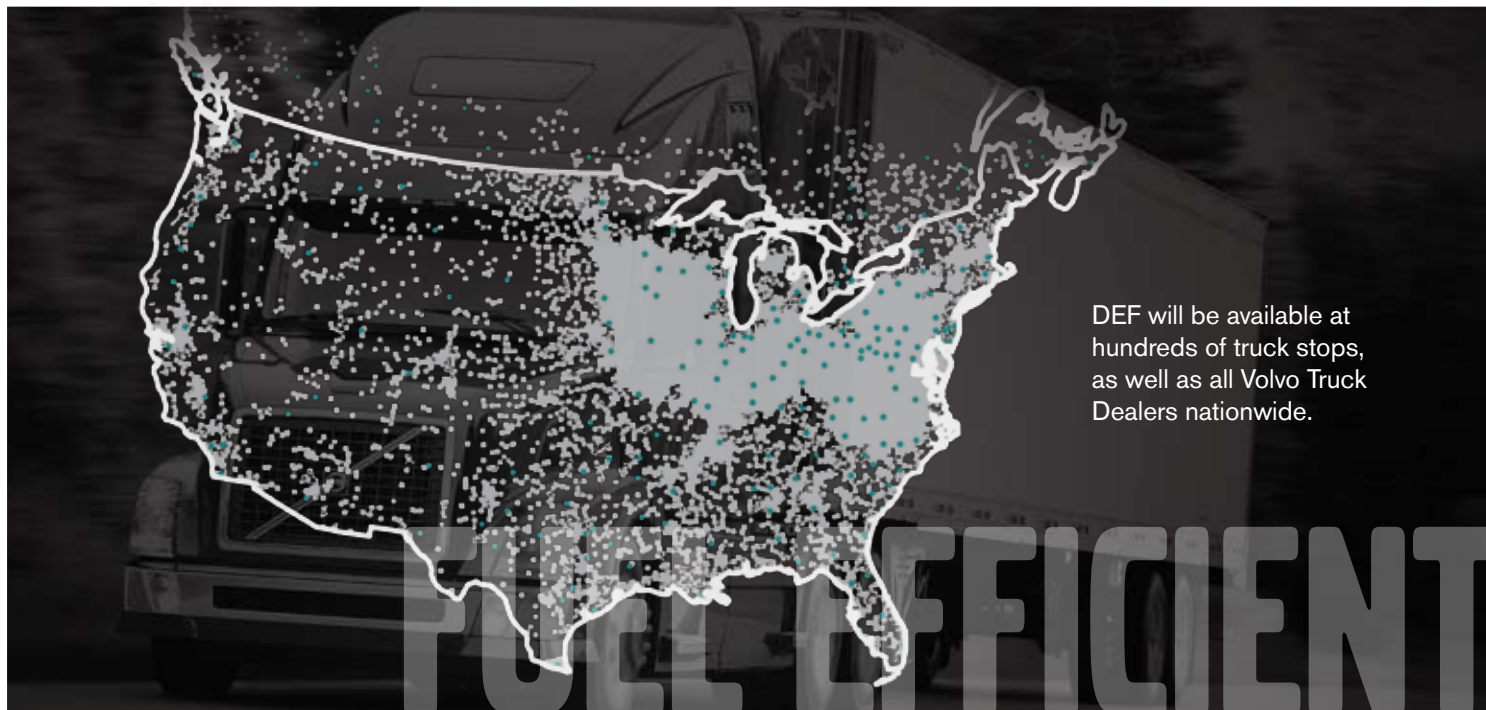 DEF will be available at
hundreds of truck stops,
as well as all Volvo Truck
Dealers nationwide.
FUEL EFFICIENT